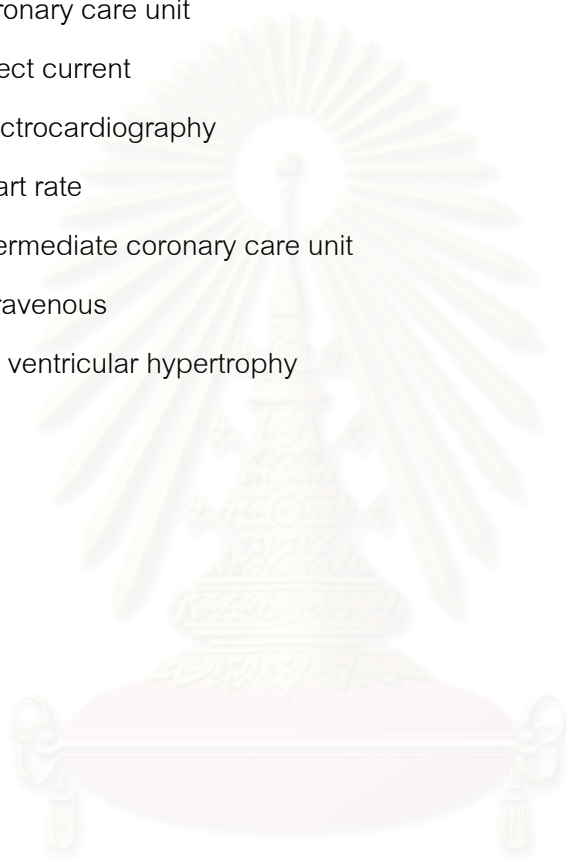 ronary care unit
ect current
ctrocardiography
art rate
ermediate coronary care unit
ravenous
ventricular hypertrophy